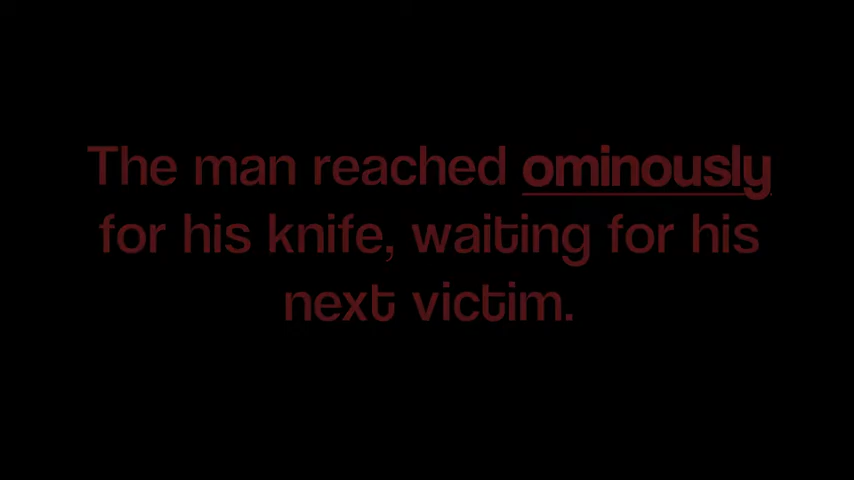 The man reached ominously
for his knife, waiting for his
next victim.